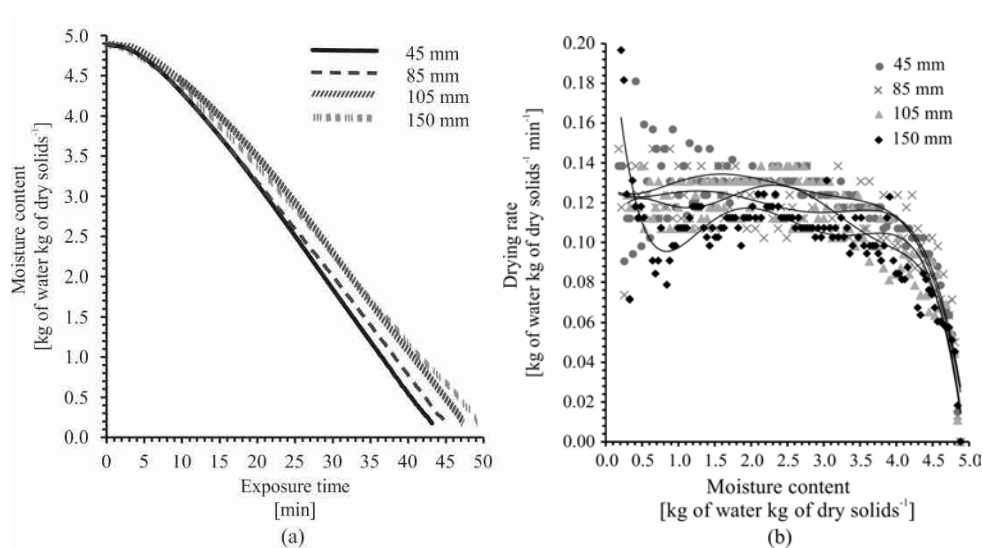 5.0
4.5
4.0
3.5
3.0
2.5
2.0
1.5
1.0
0.5
0.0
Moisture content
[kg of water kg of dry solids⁻¹]
45 mm
85 mm
105 mm
150 mm
0 5 10 15 20 25 30 35 40 45 50
Exposure time
[min]
(a)
0.20
0.18
0.16
0.14
0.12
0.10
0.08
0.06
0.04
0.02
0.00
Drying rate
[kg of water kg of dry solids⁻¹ min⁻¹]
45 mm
85 mm
105 mm
150 mm
0.0 0.5 1.0 1.5 2.0 2.5 3.0 3.5 4.0 4.5 5.0
Moisture content
[kg of water kg of dry solids⁻¹]
(b)